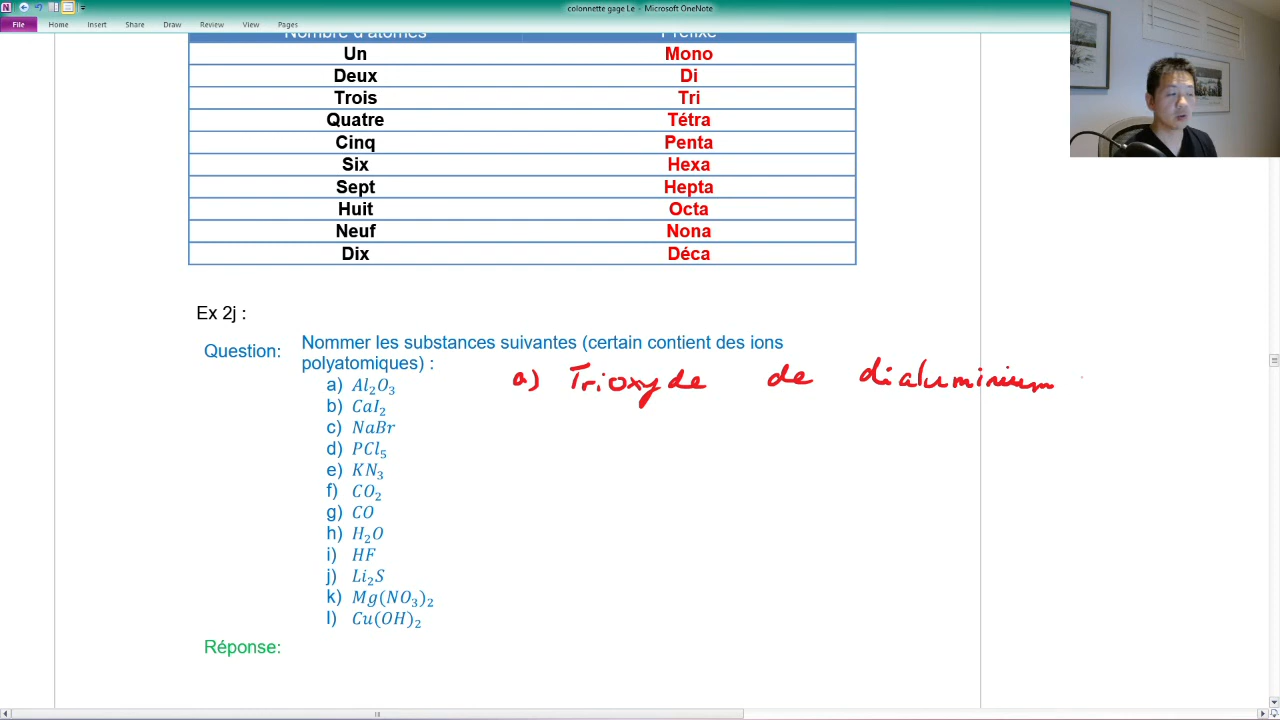 colonnette gage Le - Microsoft OneNote
File Home Insert Share Draw Review View Pages
Nombre d'atomes Préfixe
Un Mono
Deux Di
Trois Tri
Quatre Tétra
Cinq Penta
Six Hexa
Sept Hepta
Huit Octa
Neuf Nona
Dix Déca
Ex 2j :
Question: Nommer les substances suivantes (certain contient des ions
polyatomiques) :
a) Al₂O₃ a) Trioxyde de dialuminium
b) CaI₂
c) NaBr
d) PCl₅
e) KN₃
f) CO₂
g) CO
h) H₂O
i) HF
j) Li₂S
k) Mg(NO₃)₂
l) Cu(OH)₂
Réponse: